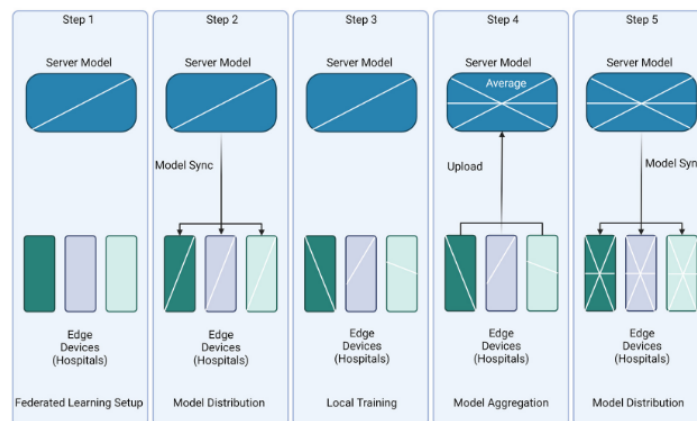 Step 1
Server Model
Edge
Devices
(Hospitals)
Federated Learning Setup
Step 2
Server Model
Model Sync
Edge
Devices
(Hospitals)
Model Distribution
Step 3
Server Model
Edge
Devices
(Hospitals)
Local Training
Step 4
Server Model
Average
Upload
Edge
Devices
(Hospitals)
Model Aggregation
Step 5
Server Model
Model Syn
Edge
Devices
(Hospitals)
Model Distribution